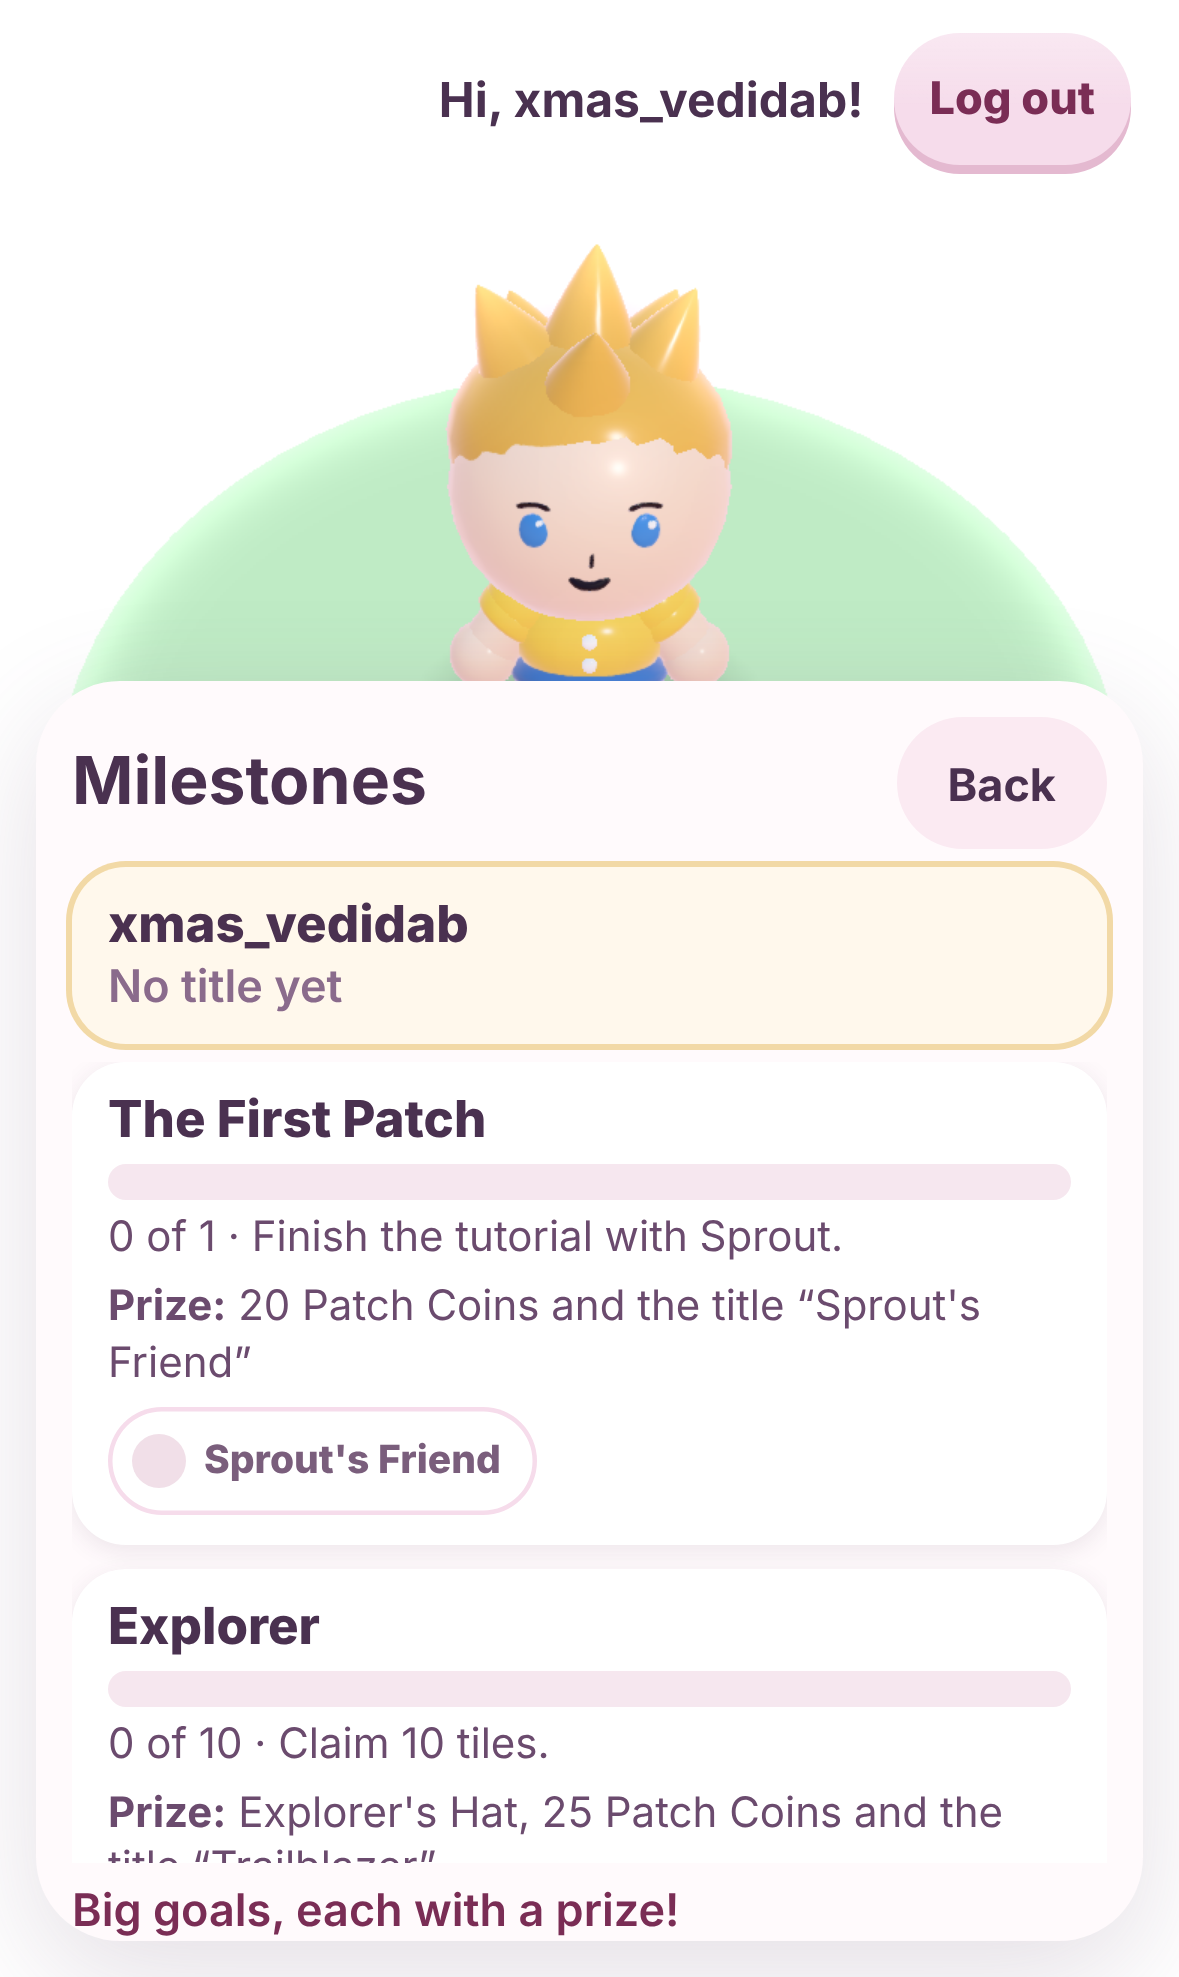 Hi, xmas_vedidab!
Log out
Milestones
Back
xmas_vedidab
No title yet
The First Patch
0 of 1 · Finish the tutorial with Sprout.
Prize: 20 Patch Coins and the title “Sprout's
Friend”
Sprout's Friend
Explorer
0 of 10 · Claim 10 tiles.
Prize: Explorer's Hat, 25 Patch Coins and the
title “Trailblazer”
Big goals, each with a prize!